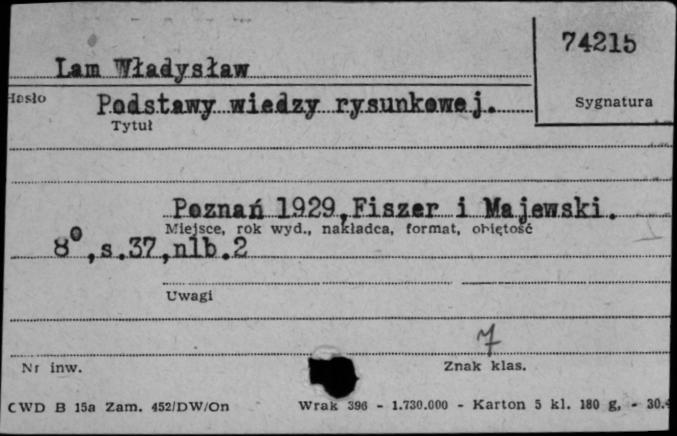 74215
Lam Władysław
Hasło
Podstawy wiedzy rysunkowej.
Sygnatura
Tytuł
Poznań 1929, Fiszer i Majewski.
Miejsce, rok wyd., nakładca, format, objętość
8°, s.37, nlb.2
Uwagi
7
Nr inw.
Znak klas.
CWD B 15a Zam. 452/DW/On
Wrak 396 - 1.730.000 - Karton 5 kl. 180 g, - 30.